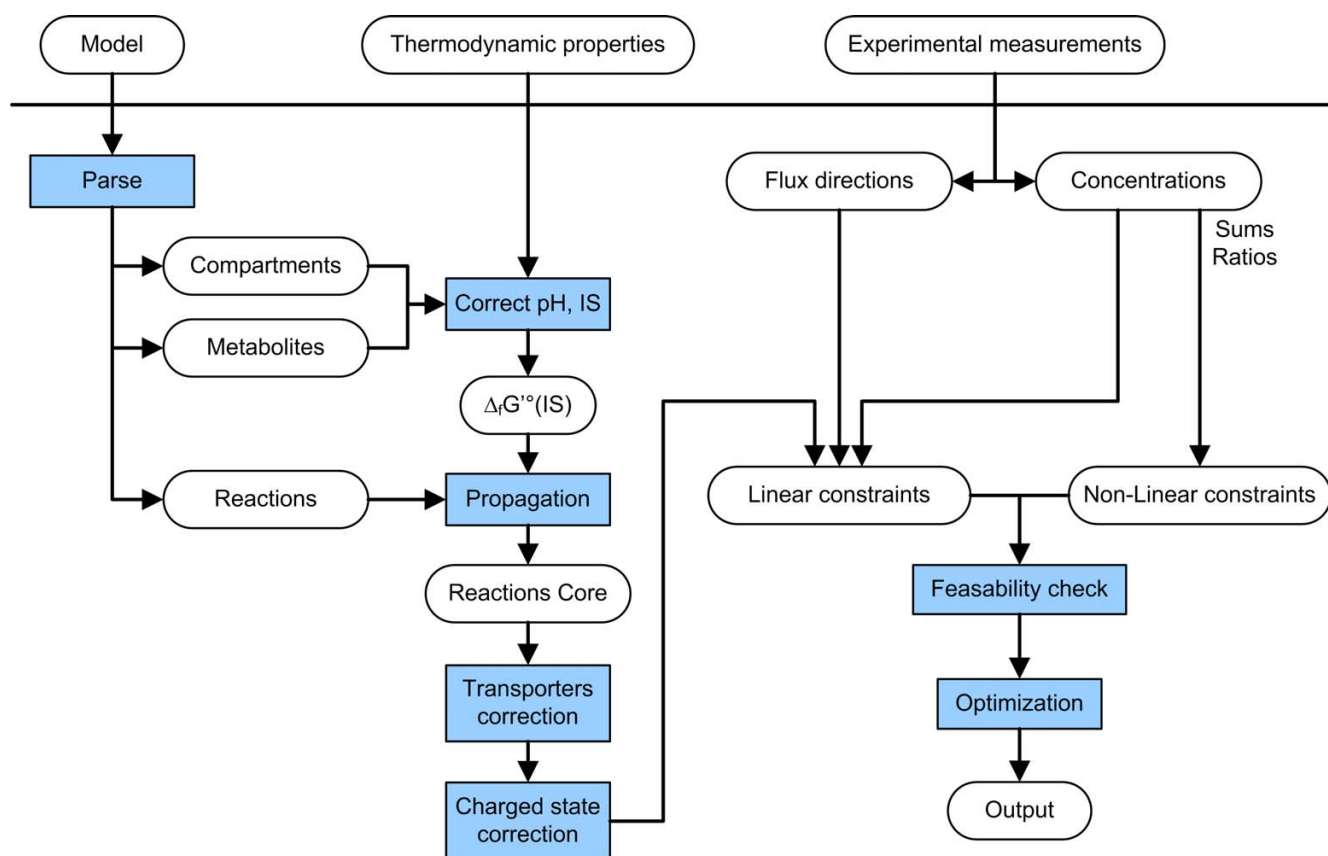 Model
Thermodynamic properties
Experimental measurements
Parse
Flux directions
Concentrations
Sums
Ratios
Compartments
Correct pH, IS
Metabolites
ΔfG’°(IS)
Reactions
Propagation
Linear constraints
Non-Linear constraints
Reactions Core
Feasability check
Transporters
correction
Optimization
Charged state
correction
Output